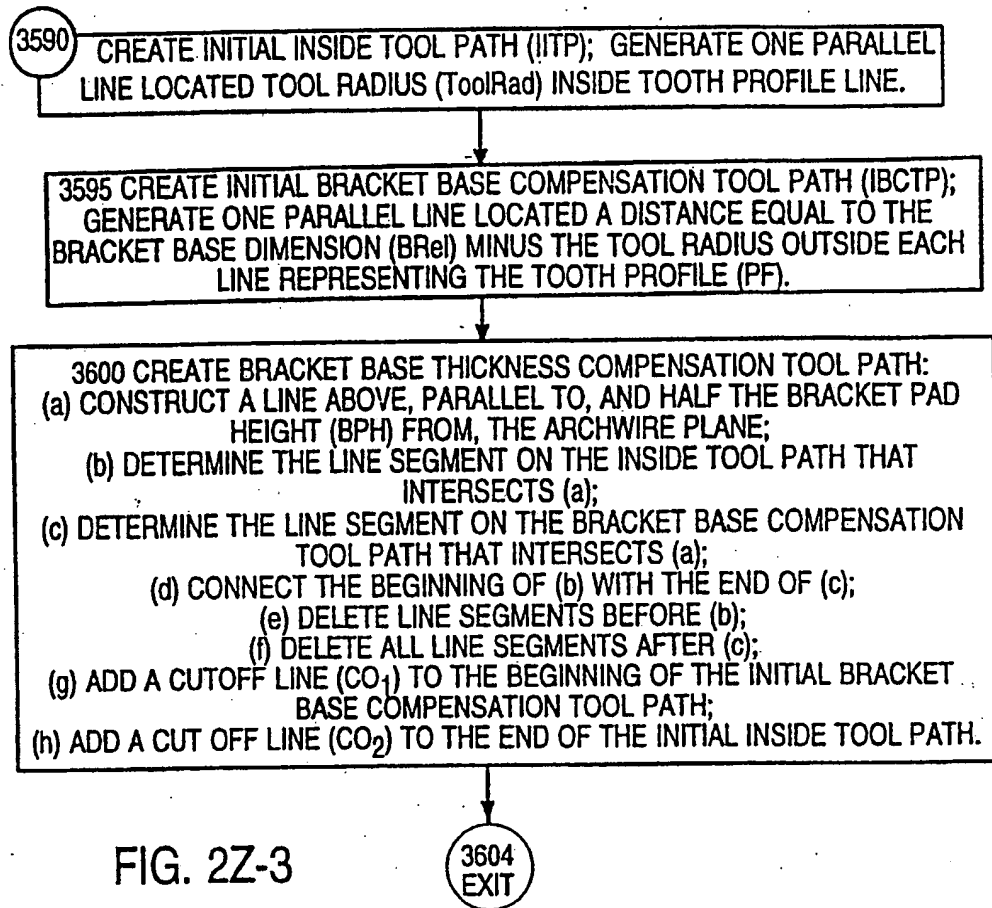 3590 CREATE INITIAL INSIDE TOOL PATH (IITP); GENERATE ONE PARALLEL
LINE LOCATED TOOL RADIUS (ToolRad) INSIDE TOOTH PROFILE LINE.
3595 CREATE INITIAL BRACKET BASE COMPENSATION TOOL PATH (IBCTP);
GENERATE ONE PARALLEL LINE LOCATED A DISTANCE EQUAL TO THE
BRACKET BASE DIMENSION (BRel) MINUS THE TOOL RADIUS OUTSIDE EACH
LINE REPRESENTING THE TOOTH PROFILE (PF).
3600 CREATE BRACKET BASE THICKNESS COMPENSATION TOOL PATH:
(a) CONSTRUCT A LINE ABOVE, PARALLEL TO, AND HALF THE BRACKET PAD
HEIGHT (BPH) FROM, THE ARCHWIRE PLANE;
(b) DETERMINE THE LINE SEGMENT ON THE INSIDE TOOL PATH THAT
INTERSECTS (a);
(c) DETERMINE THE LINE SEGMENT ON THE BRACKET BASE COMPENSATION
TOOL PATH THAT INTERSECTS (a);
(d) CONNECT THE BEGINNING OF (b) WITH THE END OF (c);
(e) DELETE LINE SEGMENTS BEFORE (b);
(f) DELETE ALL LINE SEGMENTS AFTER (c);
(g) ADD A CUTOFF LINE (CO1) TO THE BEGINNING OF THE INITIAL BRACKET
BASE COMPENSATION TOOL PATH;
(h) ADD A CUT OFF LINE (CO2) TO THE END OF THE INITIAL INSIDE TOOL PATH.
3604
EXIT
FIG. 2Z-3